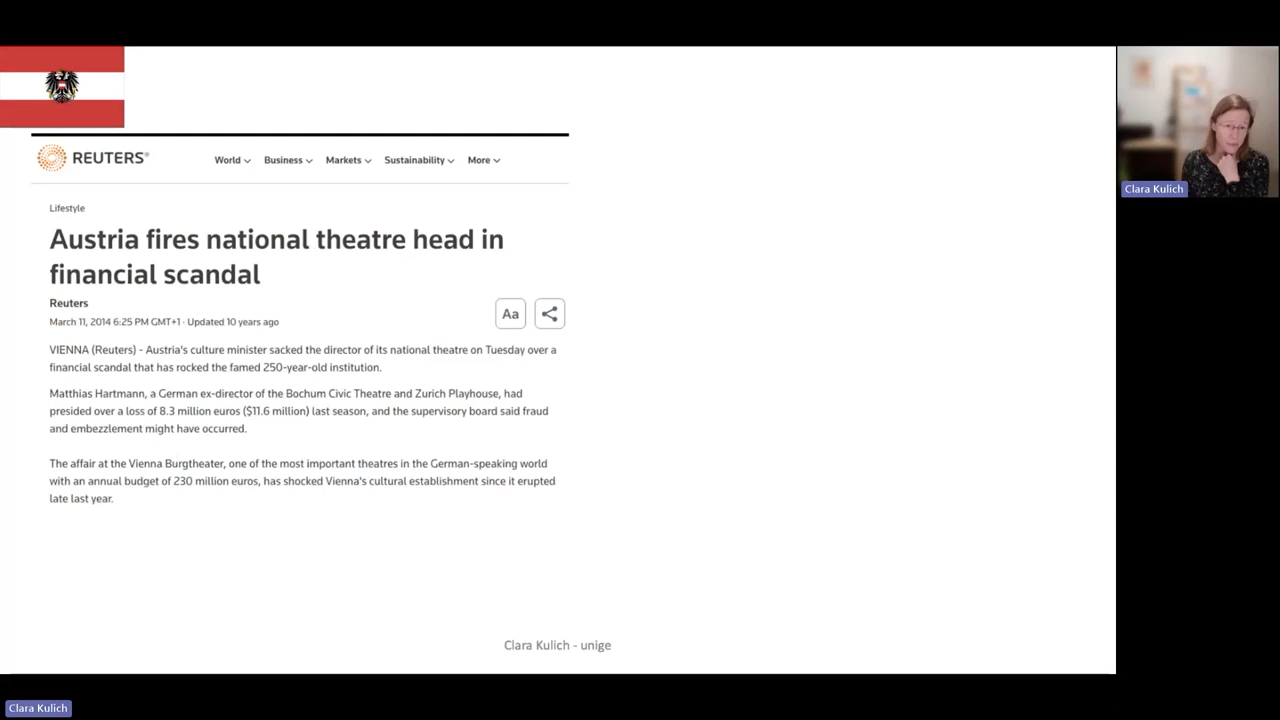 REUTERS®
World Business Markets Sustainability More
Lifestyle
Austria fires national theatre head in
financial scandal
Reuters
March 11, 2014 6:25 PM GMT+1 · Updated 10 years ago
Aa
VIENNA (Reuters) - Austria's culture minister sacked the director of its national theatre on Tuesday over a
financial scandal that has rocked the famed 250-year-old institution.
Matthias Hartmann, a German ex-director of the Bochum Civic Theatre and Zurich Playhouse, had
presided over a loss of 8.3 million euros ($11.6 million) last season, and the supervisory board said fraud
and embezzlement might have occurred.
The affair at the Vienna Burgtheater, one of the most important theatres in the German-speaking world
with an annual budget of 230 million euros, has shocked Vienna's cultural establishment since it erupted
late last year.
Clara Kulich - unige
Clara Kulich
Clara Kulich